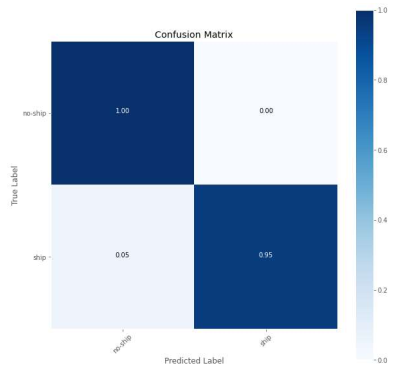 Confusion Matrix
1.0
no-ship
1.00
0.00
0.8
0.6
True Label
0.4
ship
0.05
0.95
0.2
no-ship
ship
0.0
Predicted Label